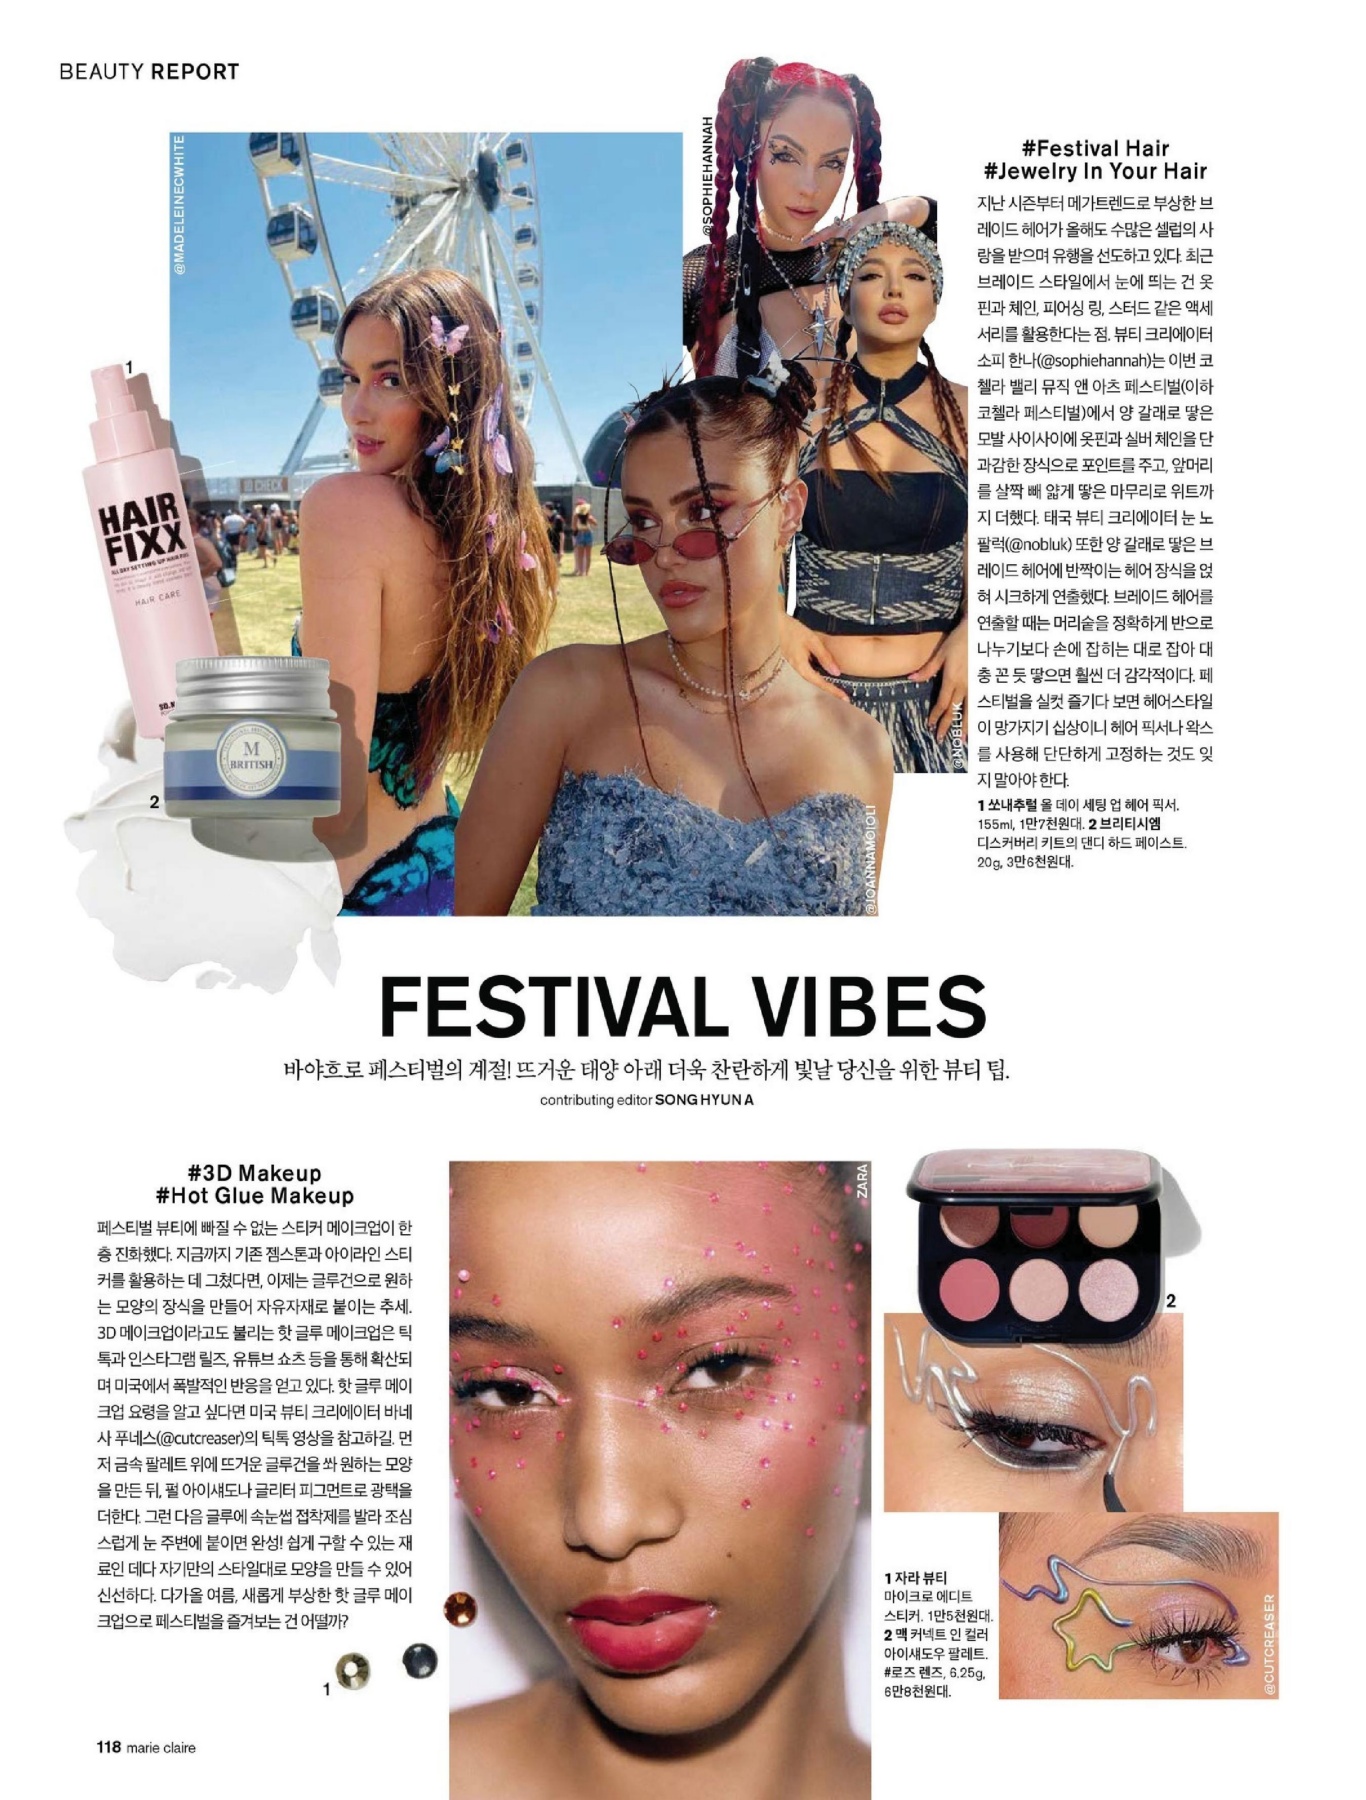 BEAUTY REPORT
@MADELEINECWHITE
@SOPHIEHANNAH
@NOBLUK
@JOANNAMOIOLI
CHECK
1
HAIR
FIXX
ALL DAY SETTING UP HAIR FIXX
HAIR CARE
2
M
BRITISH
#Festival Hair
#Jewelry In Your Hair
지난 시즌부터 메가트렌드로 부상한 브
레이드 헤어가 올해도 수많은 셀럽의 사
랑을 받으며 유행을 선도하고 있다. 최근
브레이드 스타일에서 눈에 띄는 건 옷
핀과 체인, 피어싱 링, 스터드 같은 액세
서리를 활용한다는 점. 뷰티 크리에이터
소피 한나(@sophiehannah)는 이번 코
첼라 밸리 뮤직 앤 아츠 페스티벌(이하
코첼라 페스티벌)에서 양 갈래로 땋은
모발 사이사이에 옷핀과 실버 체인을 단
과감한 장식으로 포인트를 주고, 앞머리
를 살짝 빼 얇게 땋은 마무리로 위트까
지 더했다. 태국 뷰티 크리에이터 눈 노
팔럭(@nobluk) 또한 양 갈래로 땋은 브
레이드 헤어에 반짝이는 헤어 장식을 얹
혀 시크하게 연출했다. 브레이드 헤어를
연출할 때는 머리숱을 정확하게 반으로
나누기보다 손에 잡히는 대로 잡아 대
충 꼰 듯 땋으면 훨씬 더 감각적이다. 페
스티벌을 실컷 즐기다 보면 헤어스타일
이 망가지기 십상이니 헤어 픽서나 왁스
를 사용해 단단하게 고정하는 것도 잊
지 말아야 한다.
1 쏘내추럴 올 데이 세팅 업 헤어 픽서.
155ml, 1만7천원대. 2 브리티시엠
디스커버리 키트의 댄디 하드 페이스트.
20g, 3만6천원대.
FESTIVAL VIBES
바야흐로 페스티벌의 계절! 뜨거운 태양 아래 더욱 찬란하게 빛날 당신을 위한 뷰티 팁.
contributing editor SONG HYUN A
#3D Makeup
#Hot Glue Makeup
페스티벌 뷰티에 빠질 수 없는 스티커 메이크업이 한
층 진화했다. 지금까지 기존 젬스톤과 아이라인 스티
커를 활용하는 데 그쳤다면, 이제는 글루건으로 원하
는 모양의 장식을 만들어 자유자재로 붙이는 추세.
3D 메이크업이라고도 불리는 핫 글루 메이크업은 틱
톡과 인스타그램 릴즈, 유튜브 쇼츠 등을 통해 확산되
며 미국에서 폭발적인 반응을 얻고 있다. 핫 글루 메이
크업 요령을 알고 싶다면 미국 뷰티 크리에이터 바네
사 푸네스(@cutcreaser)의 틱톡 영상을 참고하길. 먼
저 금속 팔레트 위에 뜨거운 글루건을 쏴 원하는 모양
을 만든 뒤, 펄 아이섀도나 글리터 피그먼트로 광택을
더한다. 그런 다음 글루에 속눈썹 접착제를 발라 조심
스럽게 눈 주변에 붙이면 완성! 쉽게 구할 수 있는 재
료인 데다 자기만의 스타일대로 모양을 만들 수 있어
신선하다. 다가올 여름, 새롭게 부상한 핫 글루 메이
크업으로 페스티벌을 즐겨보는 건 어떨까?
1
ZARA
2
1 자라 뷰티
마이크로 에디트
스티커. 1만5천원대.
2 맥 커넥트 인 컬러
아이섀도우 팔레트.
#로즈 렌즈, 6.25g,
6만8천원대.
@CUTCREASER
118 marie claire